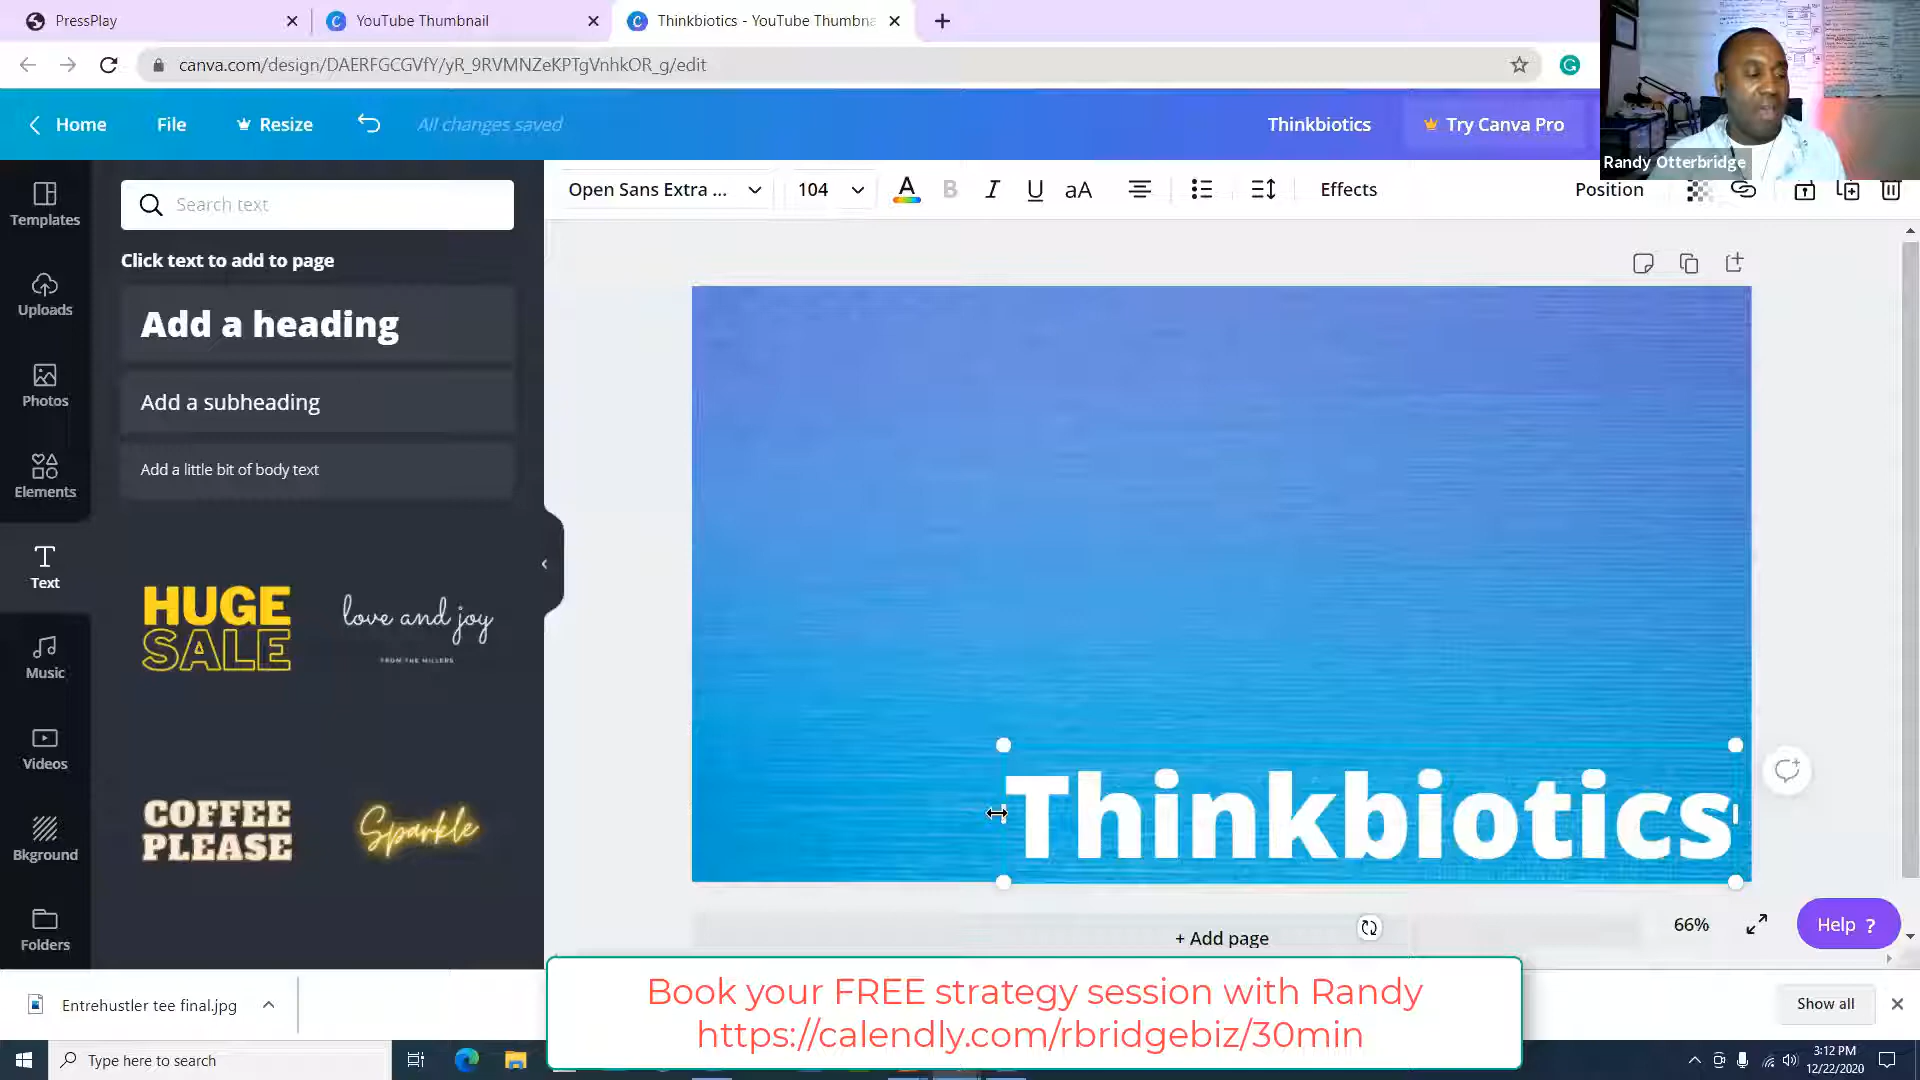 PressPlay
YouTube Thumbnail
Thinkbiotics - YouTube Thumbna
canva.com/design/DAERFGCGVfY/yR_9RVMNZeKPTgVnhkOR_g/edit
Home
File
Resize
All changes saved
Thinkbiotics
Try Canva Pro
Randy Otterbridge
Templates
Uploads
Photos
Elements
Text
Music
Videos
Bkground
Folders
Search text
Click text to add to page
Add a heading
Add a subheading
Add a little bit of body text
HUGE
SALE
love and joy
FROM THE MILLERS
COFFEE
PLEASE
Sparkle
Open Sans Extra ...
104
A
B
I
U
aA
Effects
Position
Thinkbiotics
+ Add page
66%
Help ?
Entrehustler tee final.jpg
Show all
Book your FREE strategy session with Randy
https://calendly.com/rbridgebiz/30min
Type here to search
3:12 PM
12/22/2020